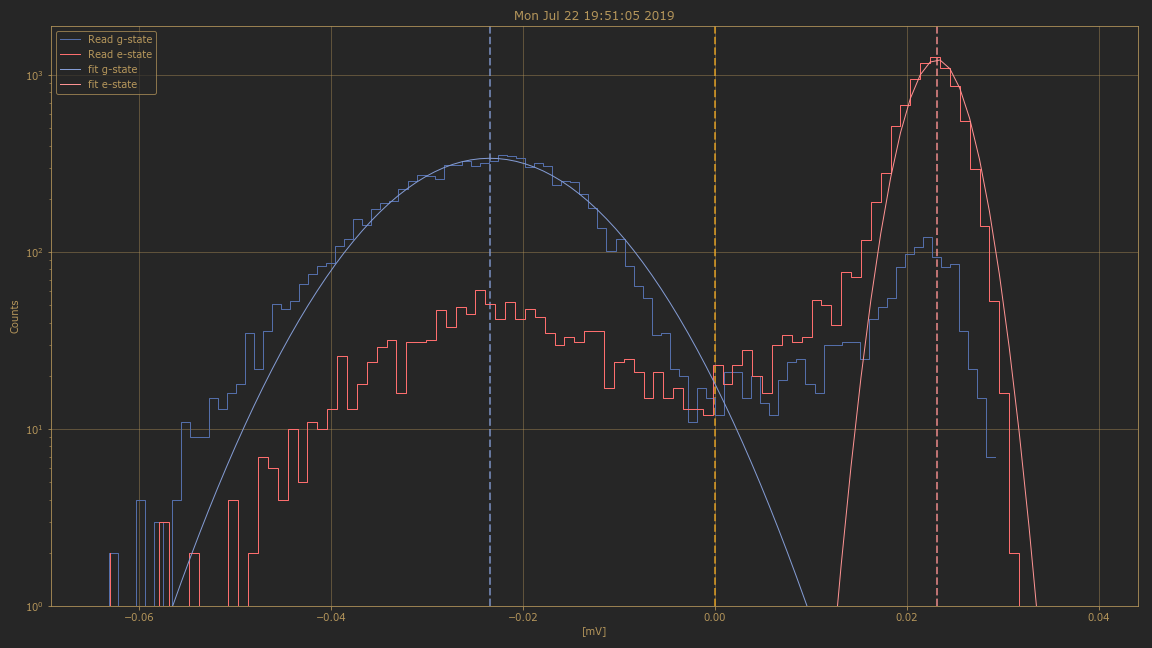 Mon Jul 22 19:51:05 2019
Read g-state
Read e-state
fit g-state
fit e-state
10³
10²
10¹
10⁰
Counts
−0.06 −0.04 −0.02 0.00 0.02 0.04
[mV]